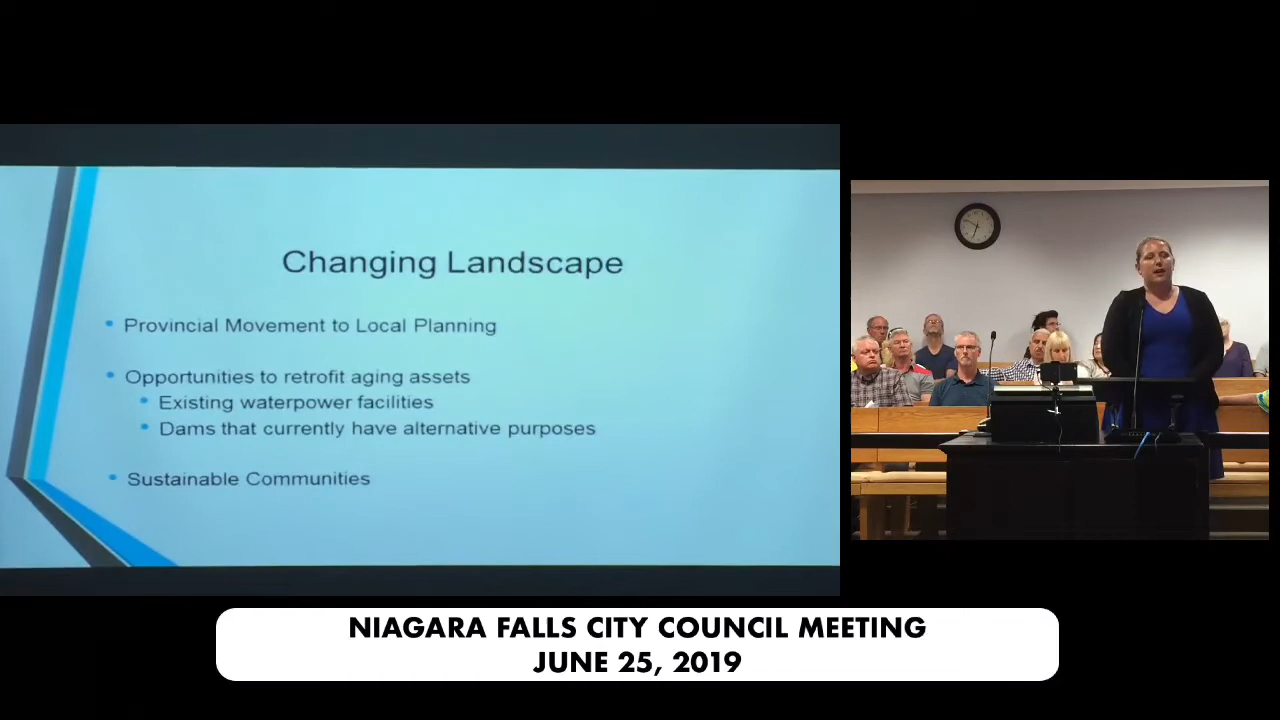 Changing Landscape
• Provincial Movement to Local Planning
• Opportunities to retrofit aging assets
• Existing waterpower facilities
• Dams that currently have alternative purposes
• Sustainable Communities
NIAGARA FALLS CITY COUNCIL MEETING
JUNE 25, 2019